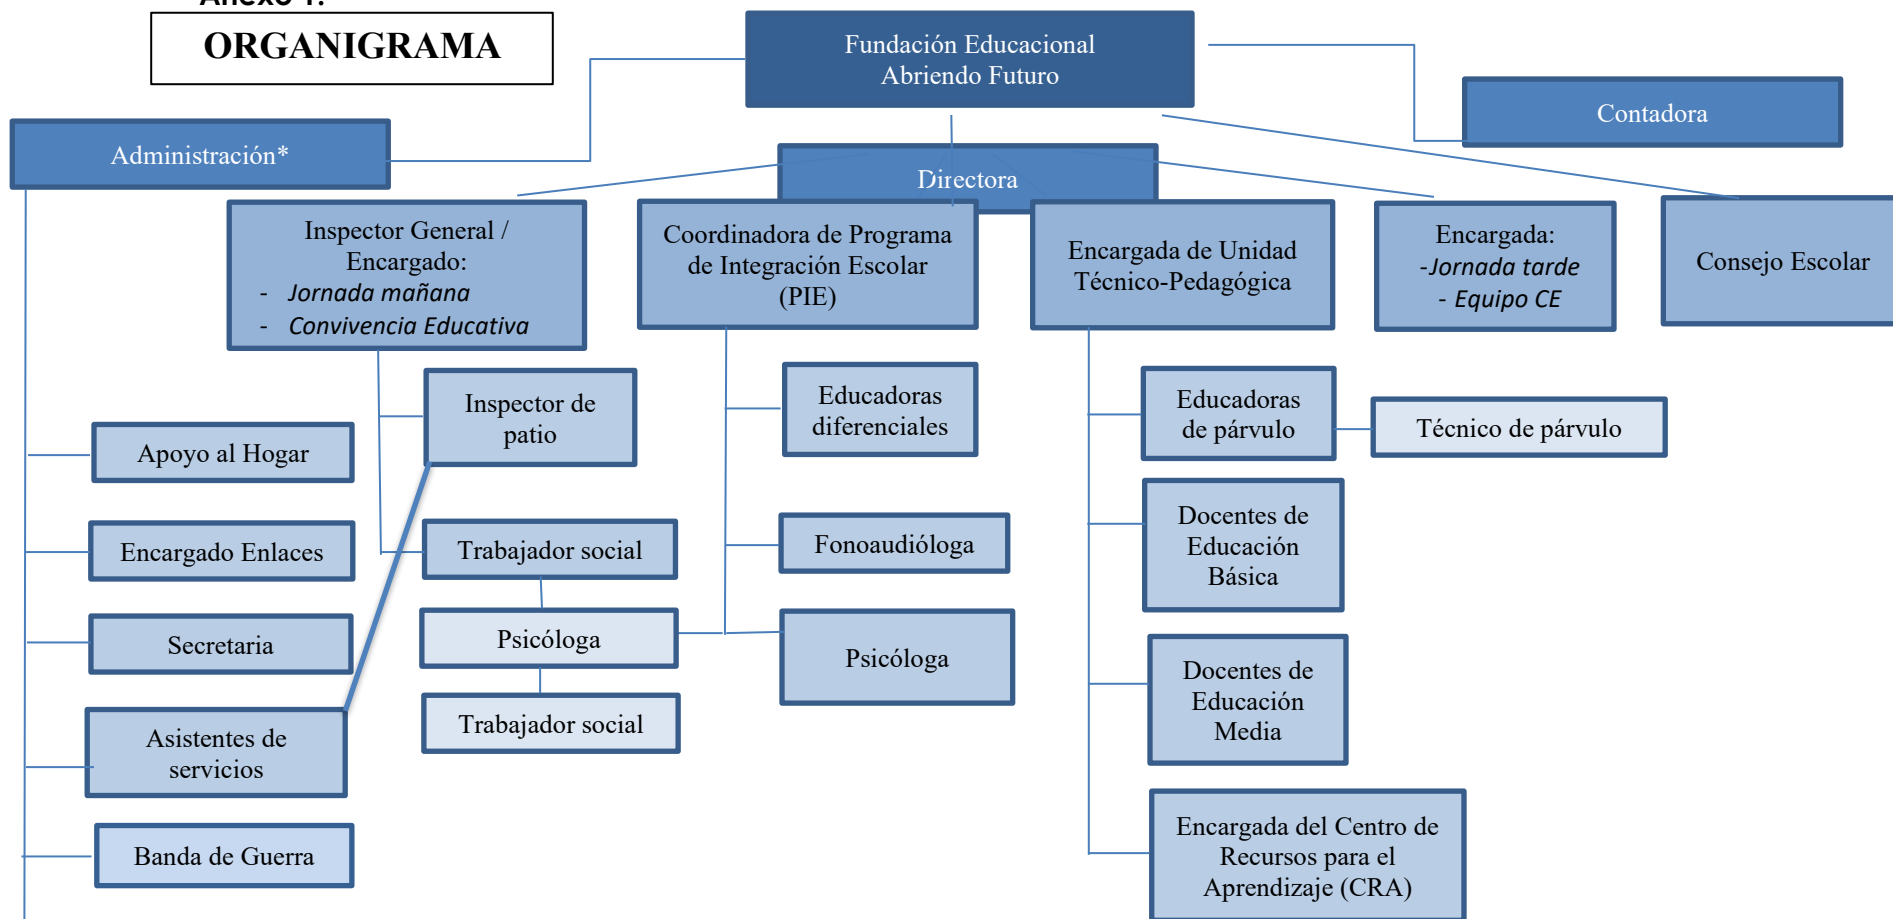 Anexo 1.
ORGANIGRAMA
Fundación Educacional
Abriendo Futuro
Contadora
Administración*
Directora
Inspector General /
Encargado:
- Jornada mañana
- Convivencia Educativa
Coordinadora de Programa
de Integración Escolar
(PIE)
Encargada de Unidad
Técnico-Pedagógica
Encargada:
-Jornada tarde
- Equipo CE
Consejo Escolar
Apoyo al Hogar
Encargado Enlaces
Secretaria
Asistentes de
servicios
Banda de Guerra
Inspector de
patio
Trabajador social
Psicóloga
Trabajador social
Educadoras
diferenciales
Fonoaudióloga
Psicóloga
Educadoras
de párvulo
Técnico de párvulo
Docentes de
Educación
Básica
Docentes de
Educación
Media
Encargada del Centro de
Recursos para el
Aprendizaje (CRA)